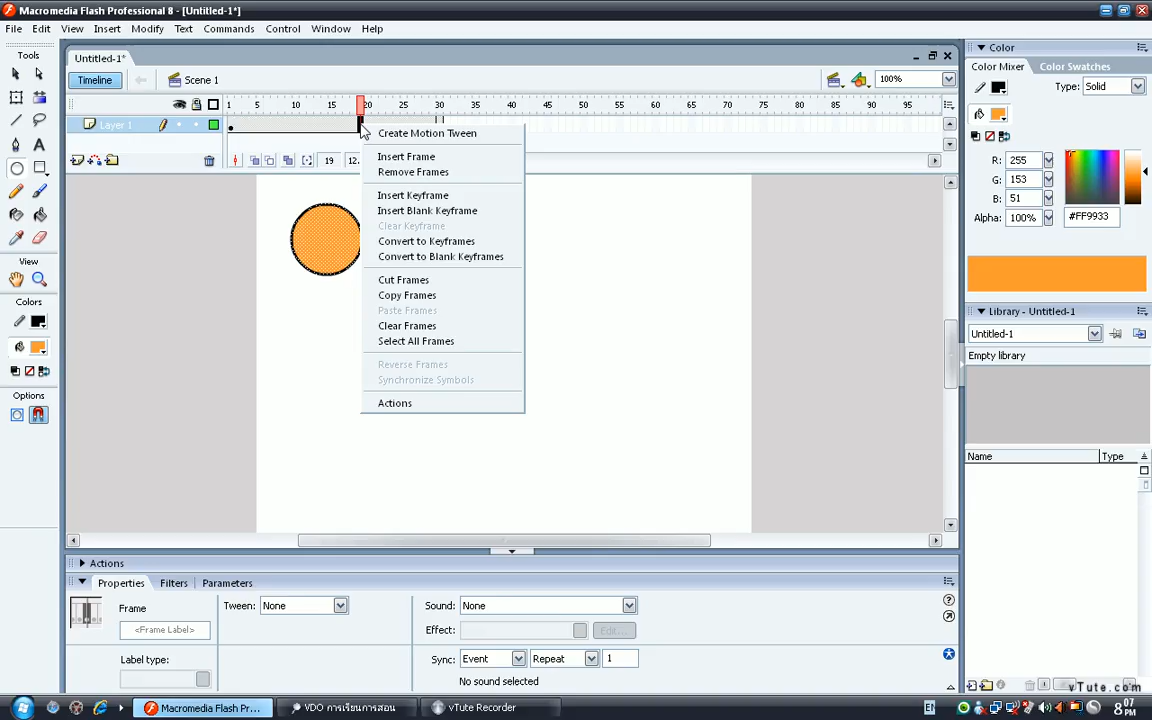 Macromedia Flash Professional 8 - [Untitled-1*]
File Edit View Insert Modify Text Commands Control Window Help
Tools
View
Colors
Options
Untitled-1*
Timeline
Scene 1
100%
1 5 10 15 20 25 30 35 40 45 50 55 60 65 70 75 80 85 90 95
Layer 1
19 12.
Create Motion Tween
Insert Frame
Remove Frames
Insert Keyframe
Insert Blank Keyframe
Clear Keyframe
Convert to Keyframes
Convert to Blank Keyframes
Cut Frames
Copy Frames
Paste Frames
Clear Frames
Select All Frames
Reverse Frames
Synchronize Symbols
Actions
Color
Color Mixer Color Swatches
Type: Solid
R: 255
G: 153
B: 51
Alpha: 100% #FF9933
Library - Untitled-1
Untitled-1
Empty library
Name Type
Actions
Properties Filters Parameters
Frame
<Frame Label>
Label type:
Tween: None
Sound: None
Effect: Edit...
Sync: Event Repeat 1
No sound selected
vTute.com
Macromedia Flash Pr... VDO การเรียนการสอน vTute Recorder EN 8:07